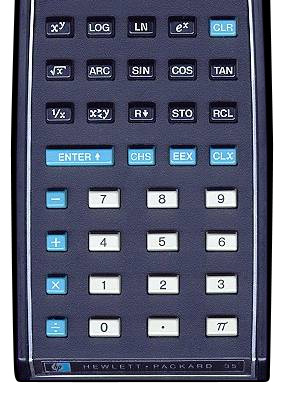 xʸ LOG LN eˣ CLR
√x ARC SIN COS TAN
1/x x≷y R↓ STO RCL
ENTER ↑ CHS EEX CLX
− 7 8 9
+ 4 5 6
× 1 2 3
÷ 0 · π
hp HEWLETT·PACKARD 35